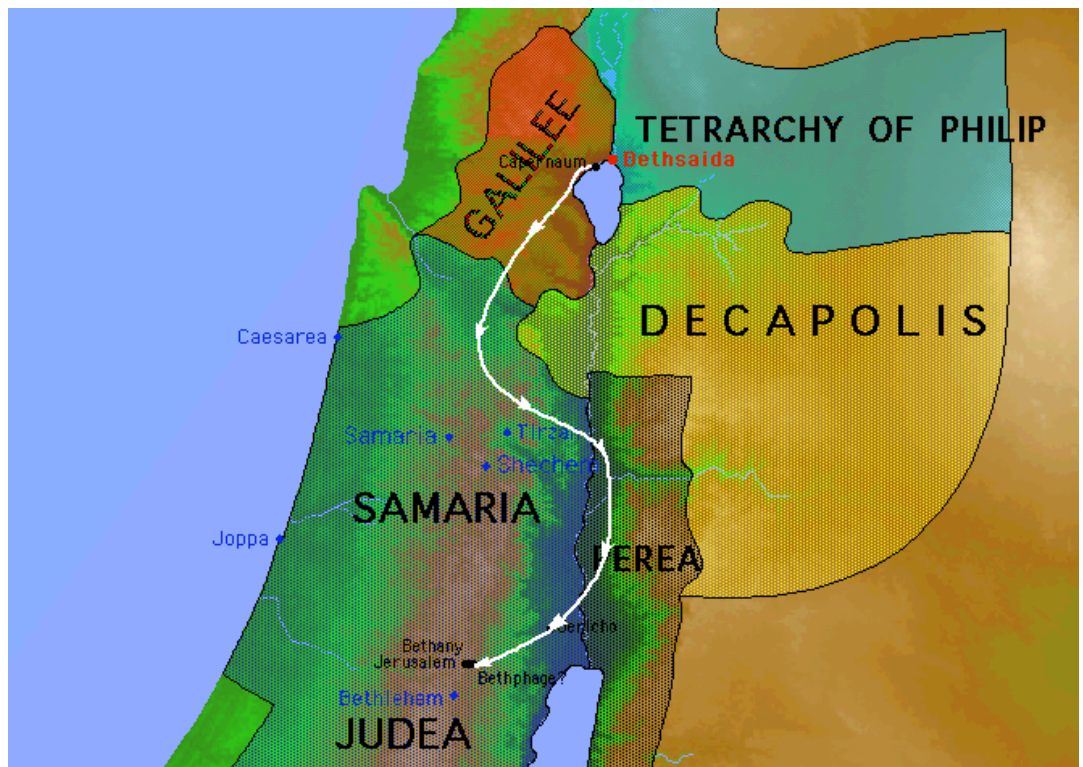 TETRARCHY OF PHILIP
Bethsaida
Capernaum
GALILEE
DECAPOLIS
Caesarea
Tirzah
Samaria
Shechem
SAMARIA
Joppa
PEREA
Jericho
Bethany
Jerusalem
Bethphage?
Bethlehem
JUDEA